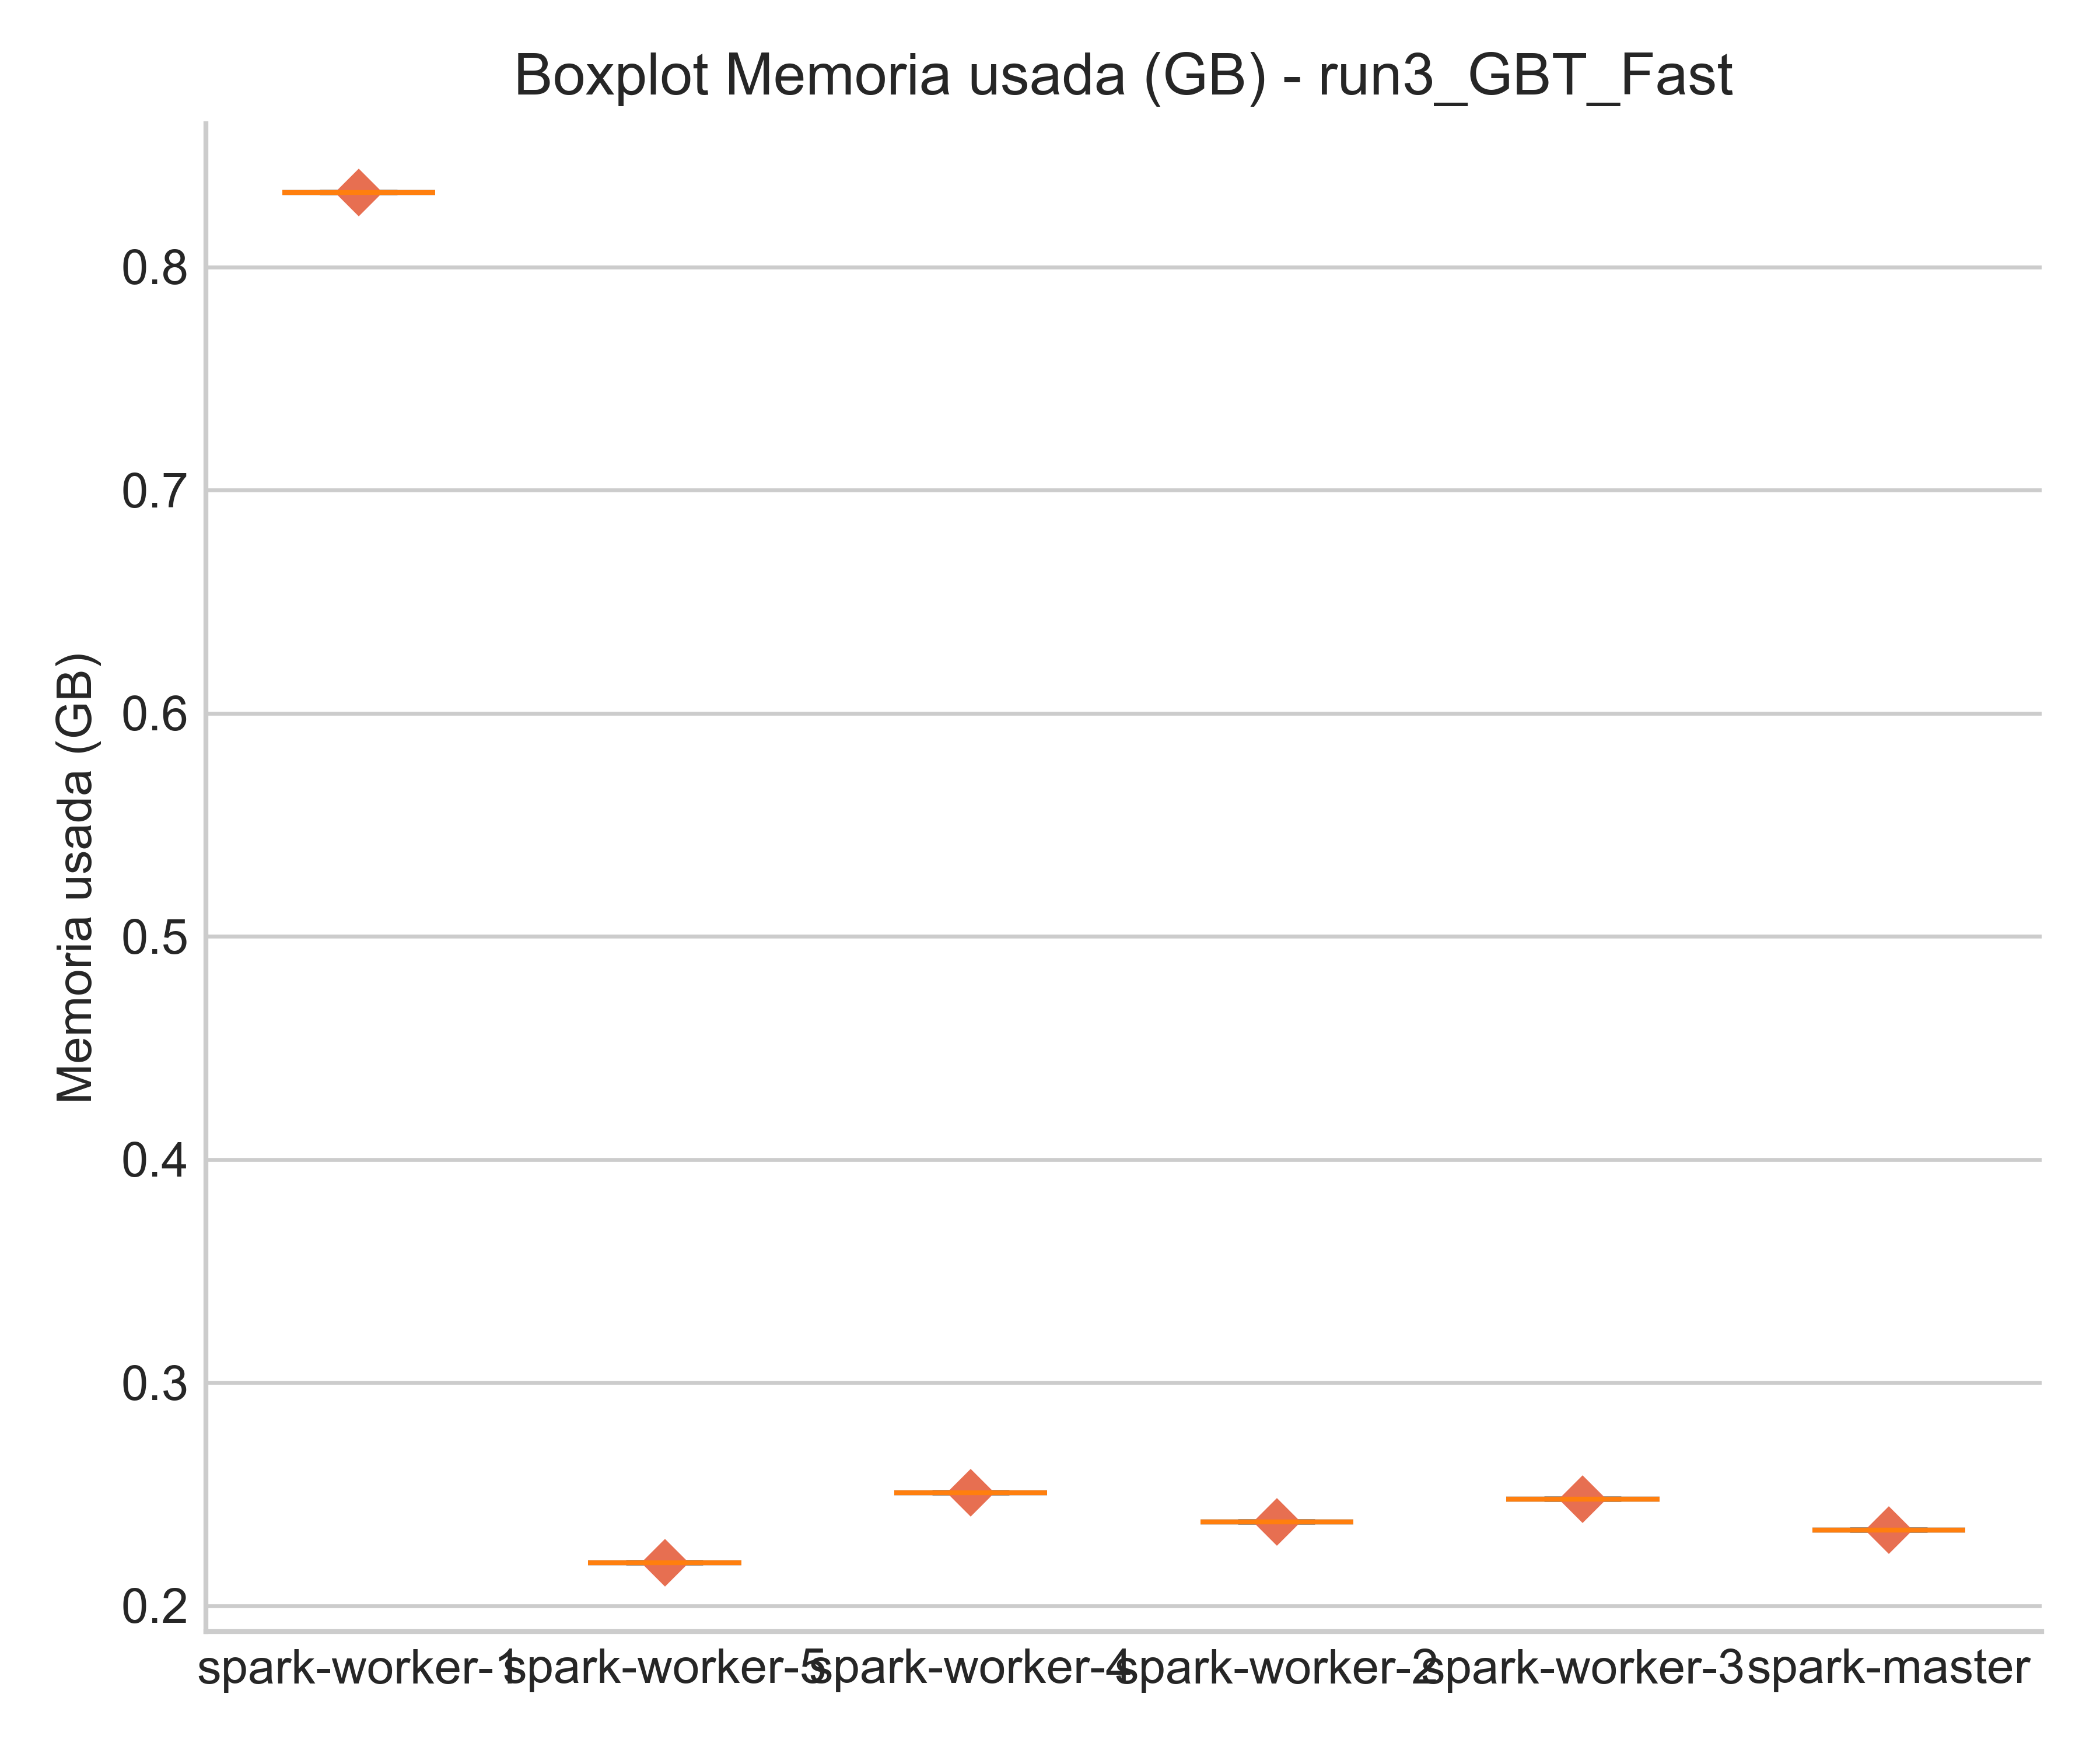 Boxplot Memoria usada (GB) - run3_GBT_Fast
Memoria usada (GB)
0.8
0.7
0.6
0.5
0.4
0.3
0.2
spark-worker-1 spark-worker-5 spark-worker-4 spark-worker-2 spark-worker-3 spark-master